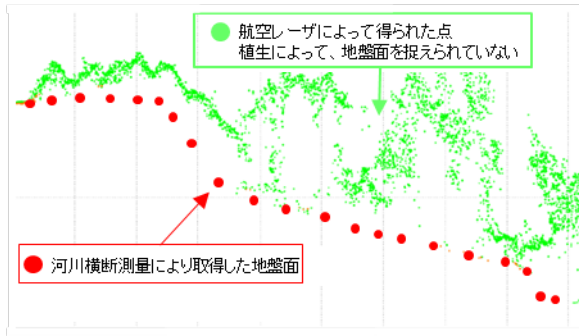 航空レーザによって得られた点
植生によって、地盤面を捉えられていない
河川横断測量により取得した地盤面